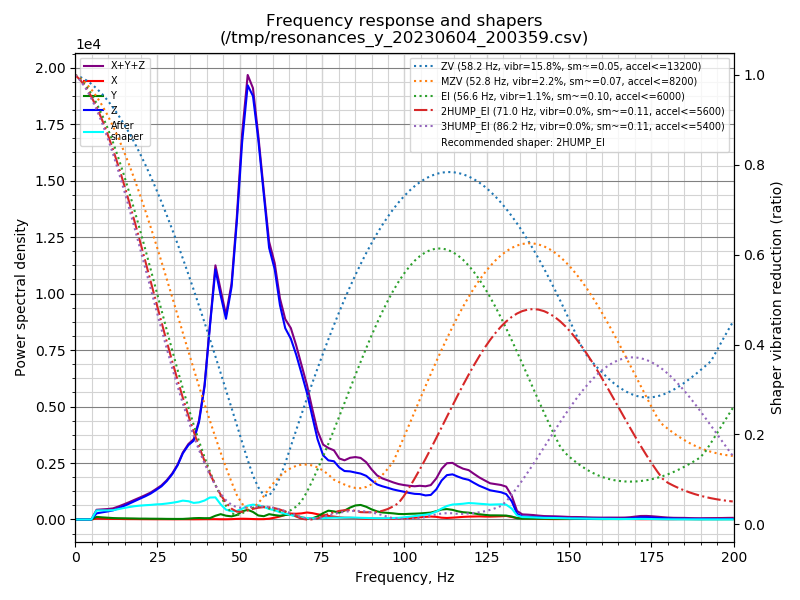 Frequency response and shapers
(/tmp/resonances_y_20230604_200359.csv)
1e4
X+Y+Z
X
Y
Z
After
shaper
ZV (58.2 Hz, vibr=15.8%, sm~=0.05, accel<=13200)
MZV (52.8 Hz, vibr=2.2%, sm~=0.07, accel<=8200)
EI (56.6 Hz, vibr=1.1%, sm~=0.10, accel<=6000)
2HUMP_EI (71.0 Hz, vibr=0.0%, sm~=0.11, accel<=5600)
3HUMP_EI (86.2 Hz, vibr=0.0%, sm~=0.11, accel<=5400)
Recommended shaper: 2HUMP_EI
Power spectral density
2.00
1.75
1.50
1.25
1.00
0.75
0.50
0.25
0.00
1.0
0.8
0.6
0.4
0.2
0.0
Shaper vibration reduction (ratio)
0 25 50 75 100 125 150 175 200
Frequency, Hz